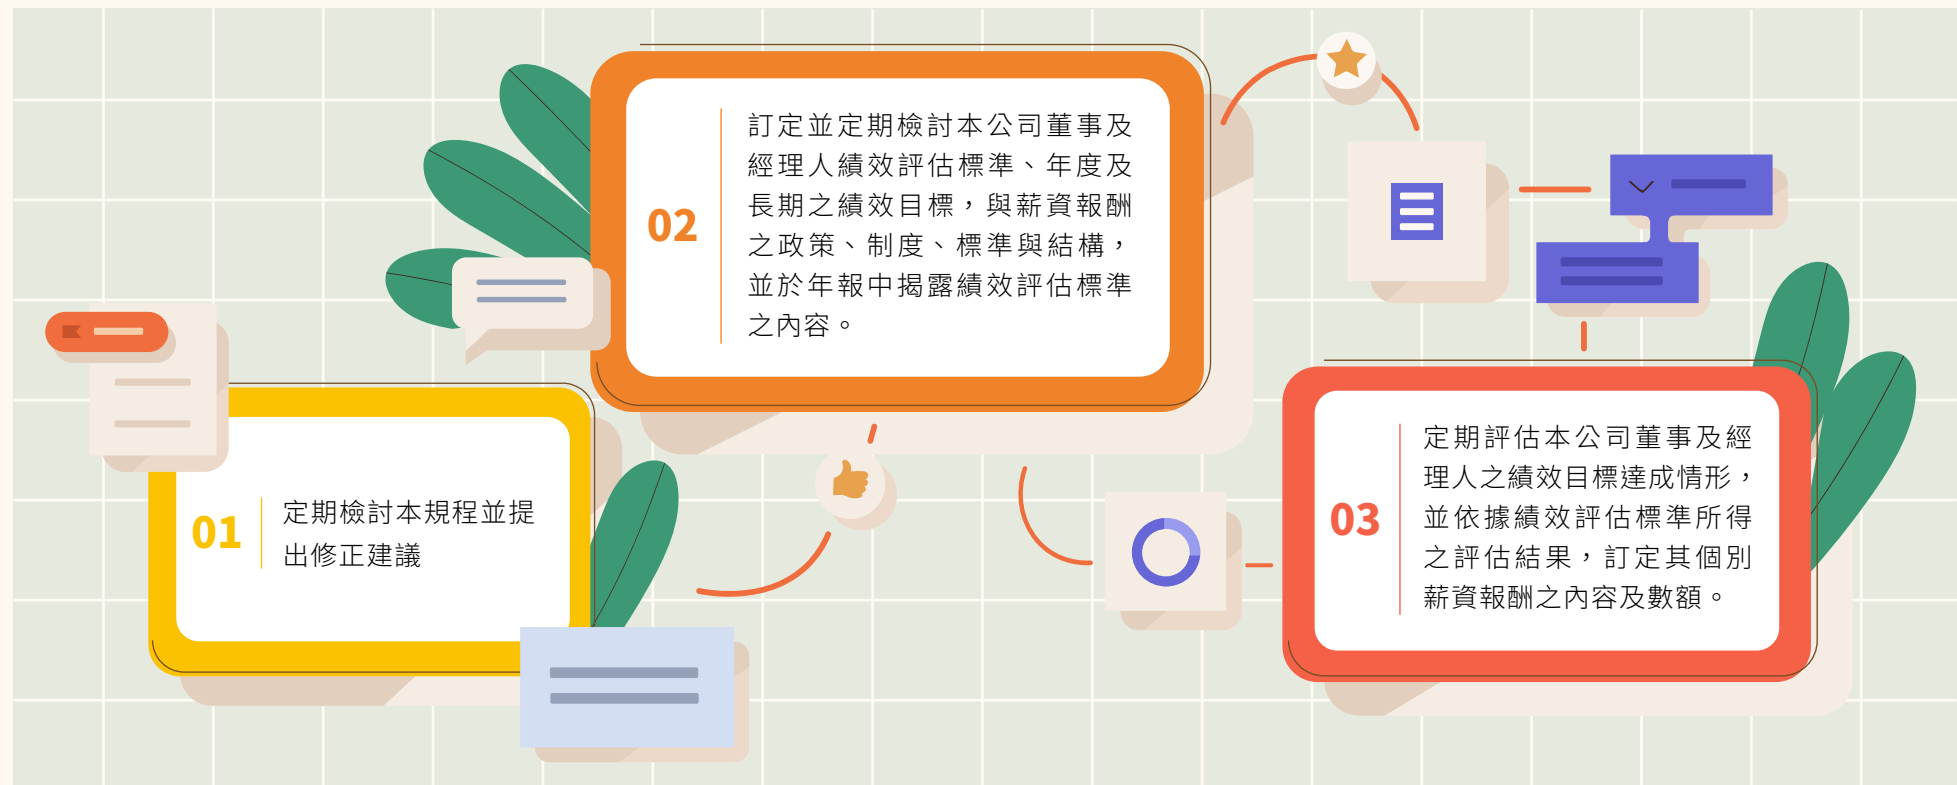 01
定期檢討本規程並提
出修正建議
02
訂定並定期檢討本公司董事及
經理人績效評估標準、年度及
長期之績效目標，與薪資報酬
之政策、制度、標準與結構，
並於年報中揭露績效評估標準
之內容。
03
定期評估本公司董事及經
理人之績效目標達成情形，
並依據績效評估標準所得
之評估結果，訂定其個別
薪資報酬之內容及數額。